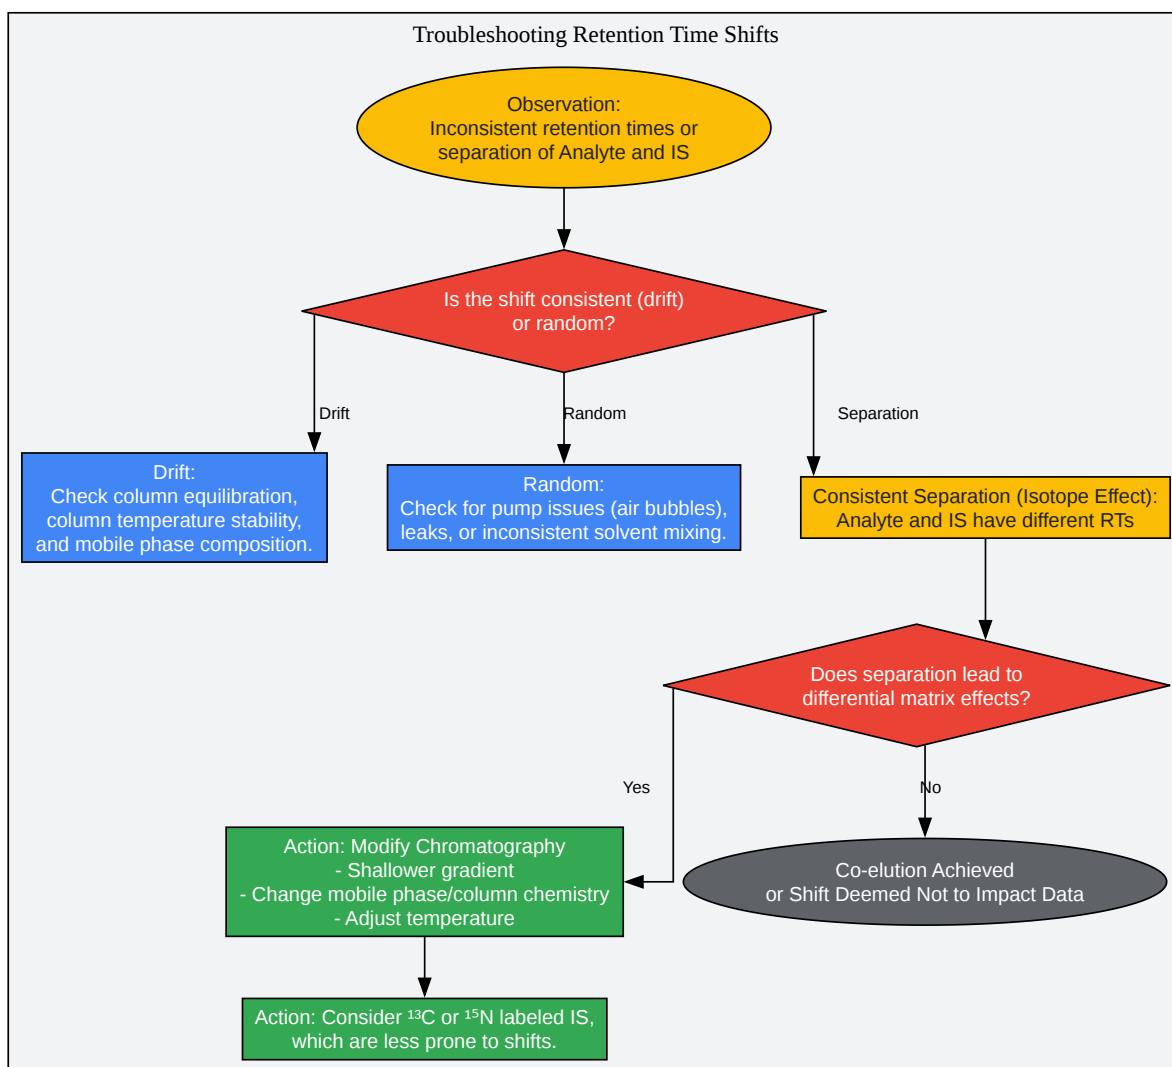 Troubleshooting Retention Time Shifts
Observation:
Inconsistent retention times or
separation of Analyte and IS
Is the shift consistent (drift)
or random?
Drift
Random
Separation
Drift:
Check column equilibration,
column temperature stability,
and mobile phase composition.
Random:
Check for pump issues (air bubbles),
leaks, or inconsistent solvent mixing.
Consistent Separation (Isotope Effect):
Analyte and IS have different RTs
Does separation lead to
differential matrix effects?
Yes
No
Action: Modify Chromatography
- Shallower gradient
- Change mobile phase/column chemistry
- Adjust temperature
Co-elution Achieved
or Shift Deemed Not to Impact Data
Action: Consider ¹³C or ¹⁵N labeled IS,
which are less prone to shifts.